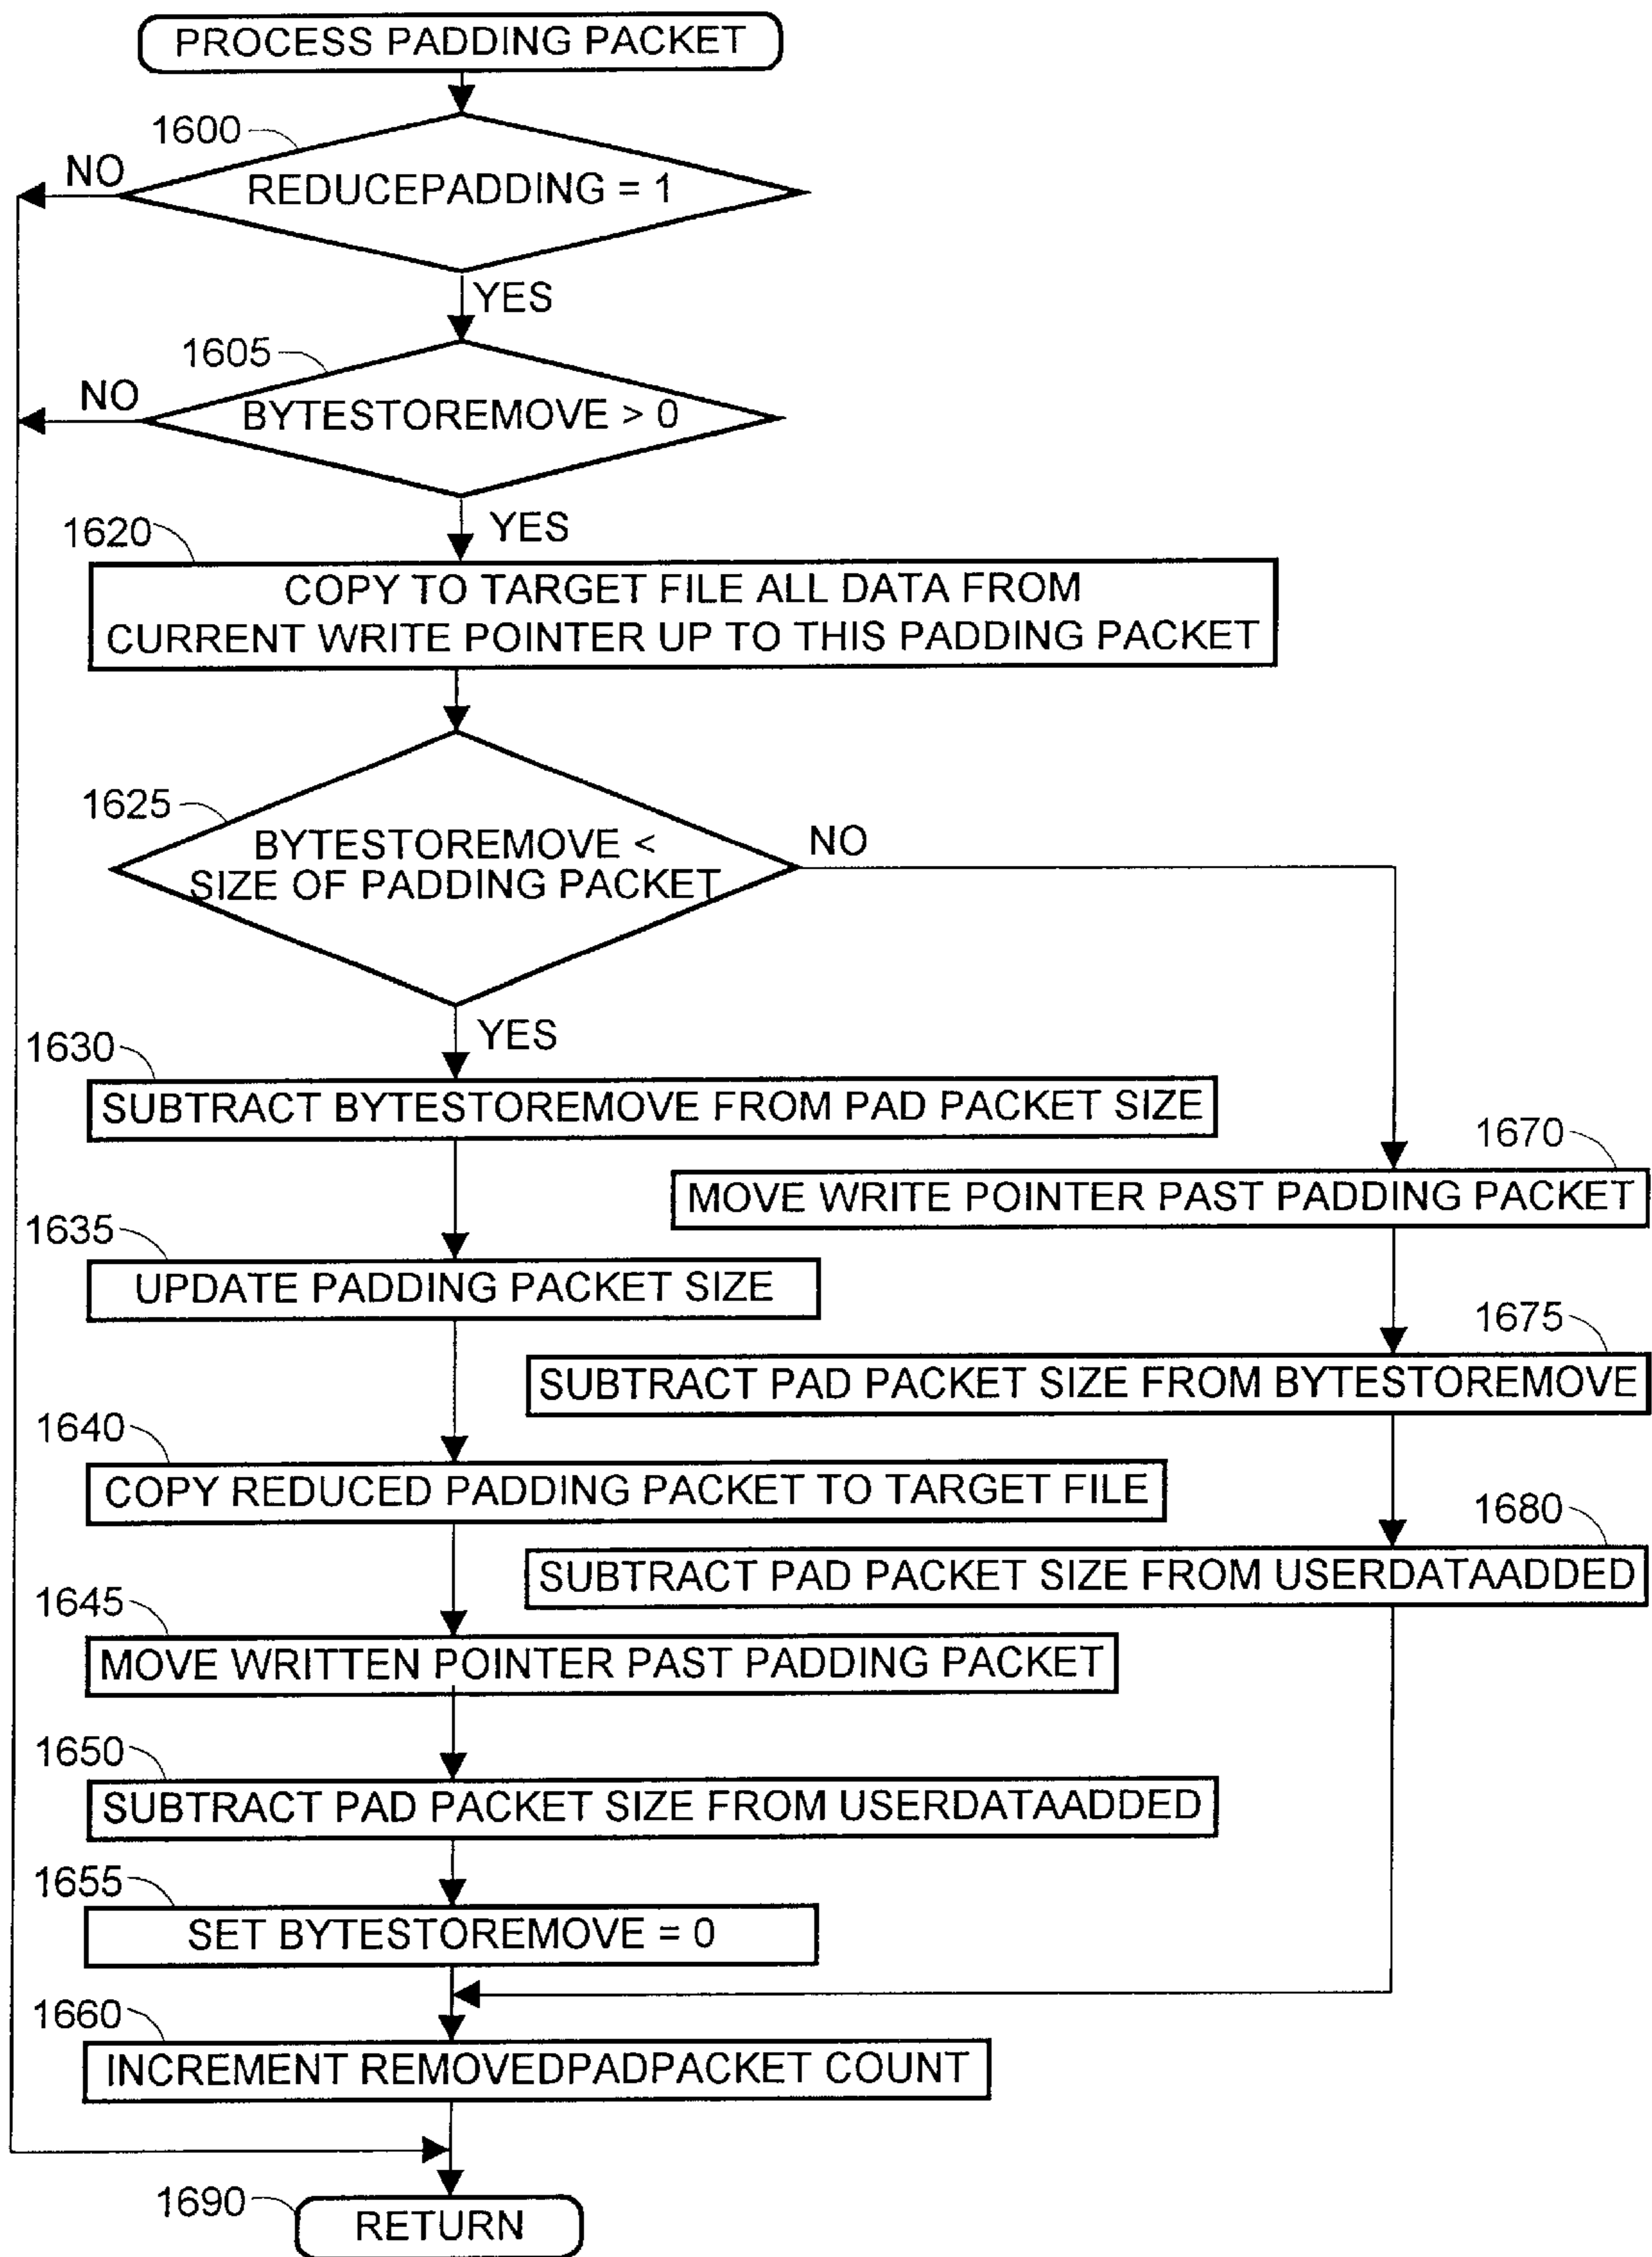 PROCESS PADDING PACKET
1600
NO
REDUCEPADDING = 1
YES
1605
NO
BYTESTOREMOVE > 0
YES
1620
COPY TO TARGET FILE ALL DATA FROM
CURRENT WRITE POINTER UP TO THIS PADDING PACKET
1625
BYTESTOREMOVE <
SIZE OF PADDING PACKET
NO
YES
1630
SUBTRACT BYTESTOREMOVE FROM PAD PACKET SIZE
1670
MOVE WRITE POINTER PAST PADDING PACKET
1635
UPDATE PADDING PACKET SIZE
1675
SUBTRACT PAD PACKET SIZE FROM BYTESTOREMOVE
1640
COPY REDUCED PADDING PACKET TO TARGET FILE
1680
SUBTRACT PAD PACKET SIZE FROM USERDATAADDED
1645
MOVE WRITTEN POINTER PAST PADDING PACKET
1650
SUBTRACT PAD PACKET SIZE FROM USERDATAADDED
1655
SET BYTESTOREMOVE = 0
1660
INCREMENT REMOVEDPADPACKET COUNT
1690
RETURN